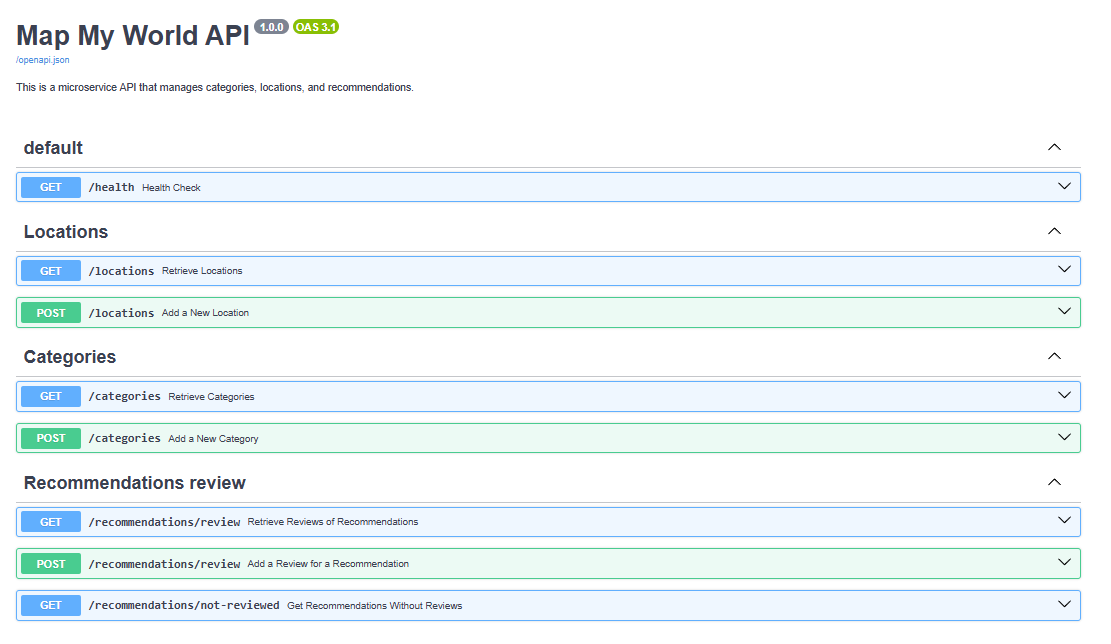 Map My World API 1.0.0 OAS 3.1
/openapi.json
This is a microservice API that manages categories, locations, and recommendations.
default
GET /health Health Check
Locations
GET /locations Retrieve Locations
POST /locations Add a New Location
Categories
GET /categories Retrieve Categories
POST /categories Add a New Category
Recommendations review
GET /recommendations/review Retrieve Reviews of Recommendations
POST /recommendations/review Add a Review for a Recommendation
GET /recommendations/not-reviewed Get Recommendations Without Reviews